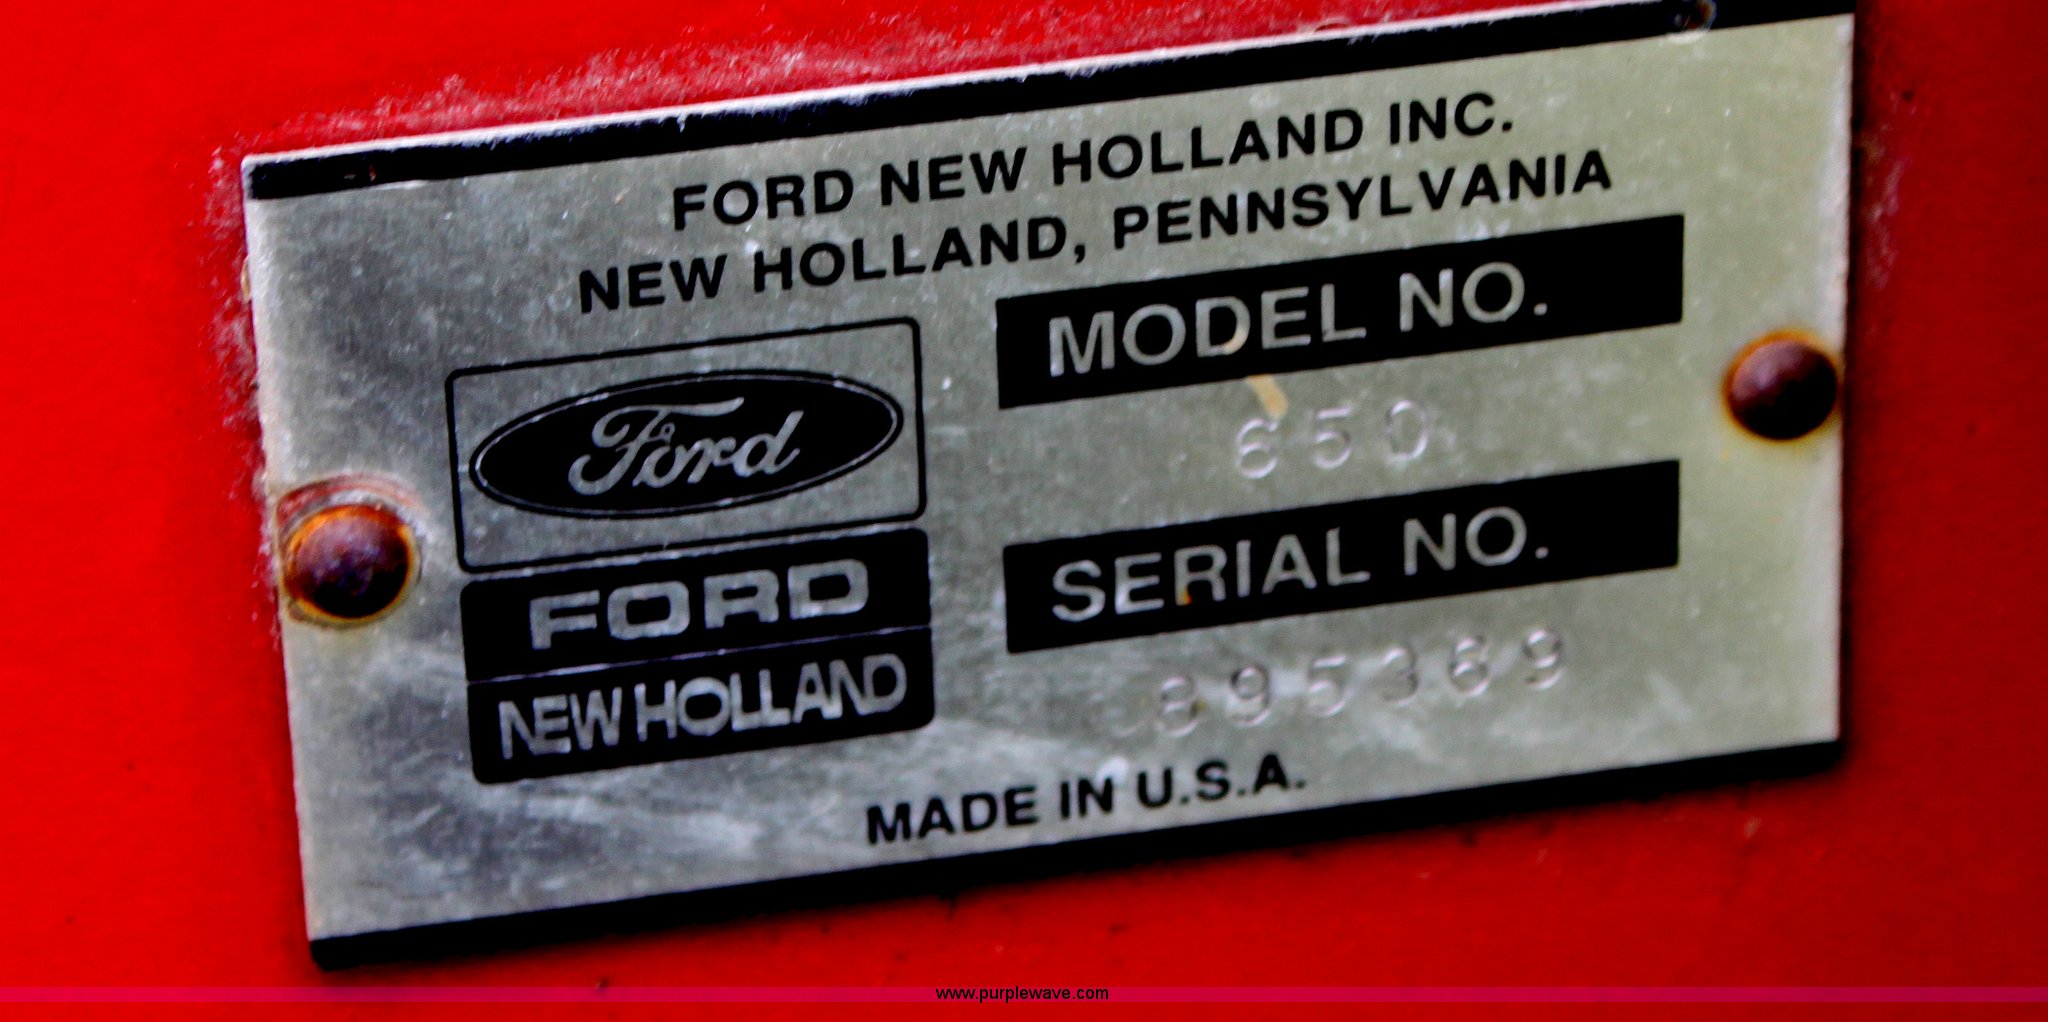 FORD NEW HOLLAND INC.
NEW HOLLAND, PENNSYLVANIA
MODEL NO.
650
Ford
FORD
NEW HOLLAND
SERIAL NO.
895369
MADE IN U.S.A.
www.purplewave.com